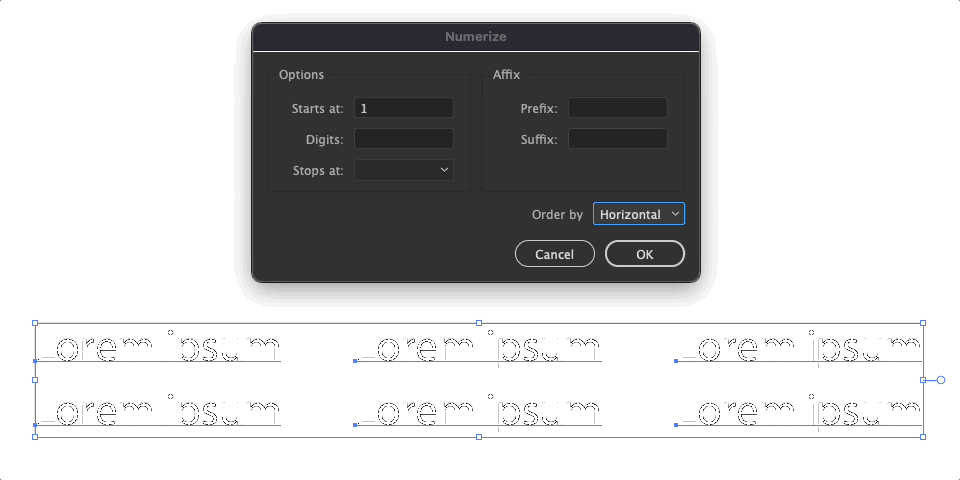 Numerize
Options
Affix
Starts at: 1
Prefix:
Digits:
Suffix:
Stops at:
Order by Horizontal
Cancel OK
Lorem ipsum Lorem ipsum Lorem ipsum
Lorem ipsum Lorem ipsum Lorem ipsum